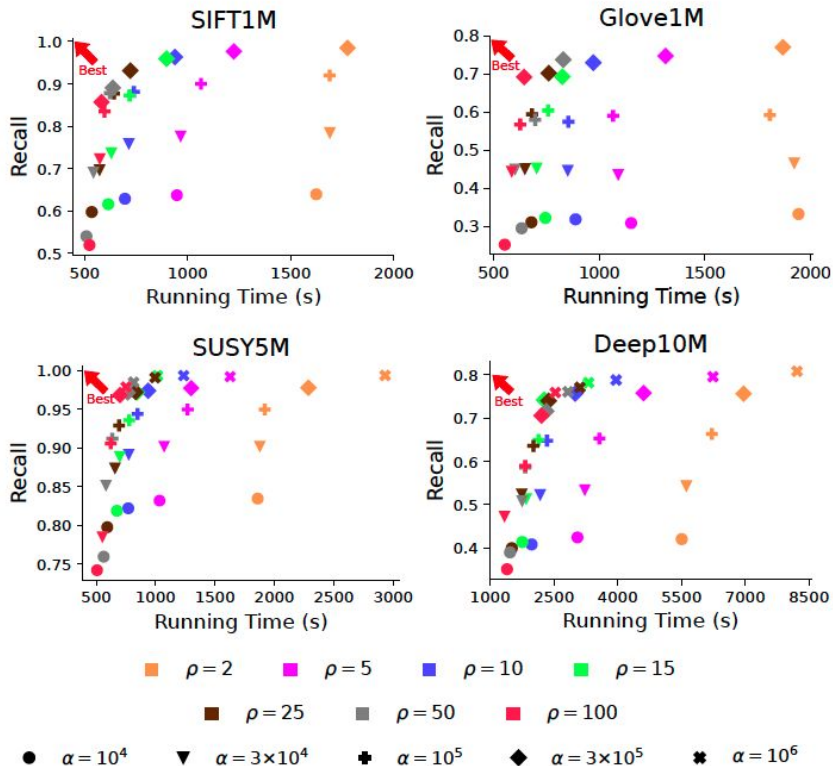 SIFT1M
Glove1M
Recall
1.0
0.9
0.8
0.7
0.6
0.5
Best
500 1000 1500 2000
Running Time (s)
Recall
0.8
0.7
0.6
0.5
0.4
0.3
Best
500 1000 1500 2000
Running Time (s)
SUSY5M
Deep10M
Recall
1.00
0.95
0.90
0.85
0.80
0.75
Best
500 1000 1500 2000 2500 3000
Running Time (s)
Recall
0.8
0.7
0.6
0.5
0.4
Best
1000 2500 4000 5500 7000 8500
Running Time (s)
ρ = 2 ρ = 5 ρ = 10 ρ = 15
ρ = 25 ρ = 50 ρ = 100
α = 10⁴ α = 3×10⁴ α = 10⁵ α = 3×10⁵ α = 10⁶